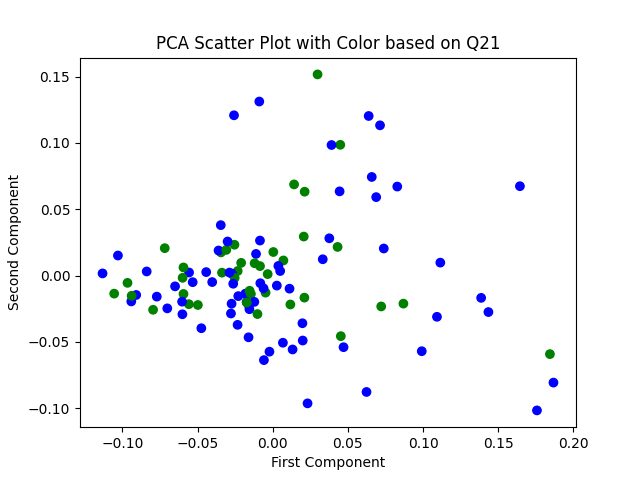 PCA Scatter Plot with Color based on Q21
Second Component
0.15
0.10
0.05
0.00
−0.05
−0.10
−0.10 −0.05 0.00 0.05 0.10 0.15 0.20
First Component